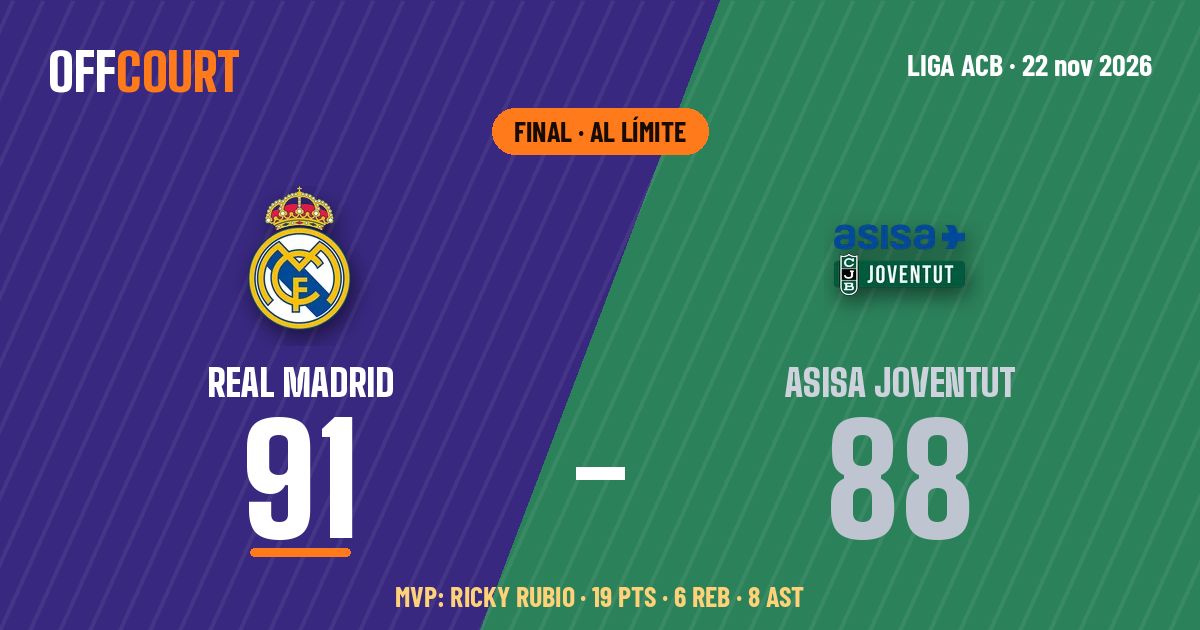 OFFCOURT
LIGA ACB · 22 nov 2026
FINAL · AL LÍMITE
asisa+
CJB JOVENTUT
REAL MADRID
ASISA JOVENTUT
91 – 88
MVP: RICKY RUBIO · 19 PTS · 6 REB · 8 AST